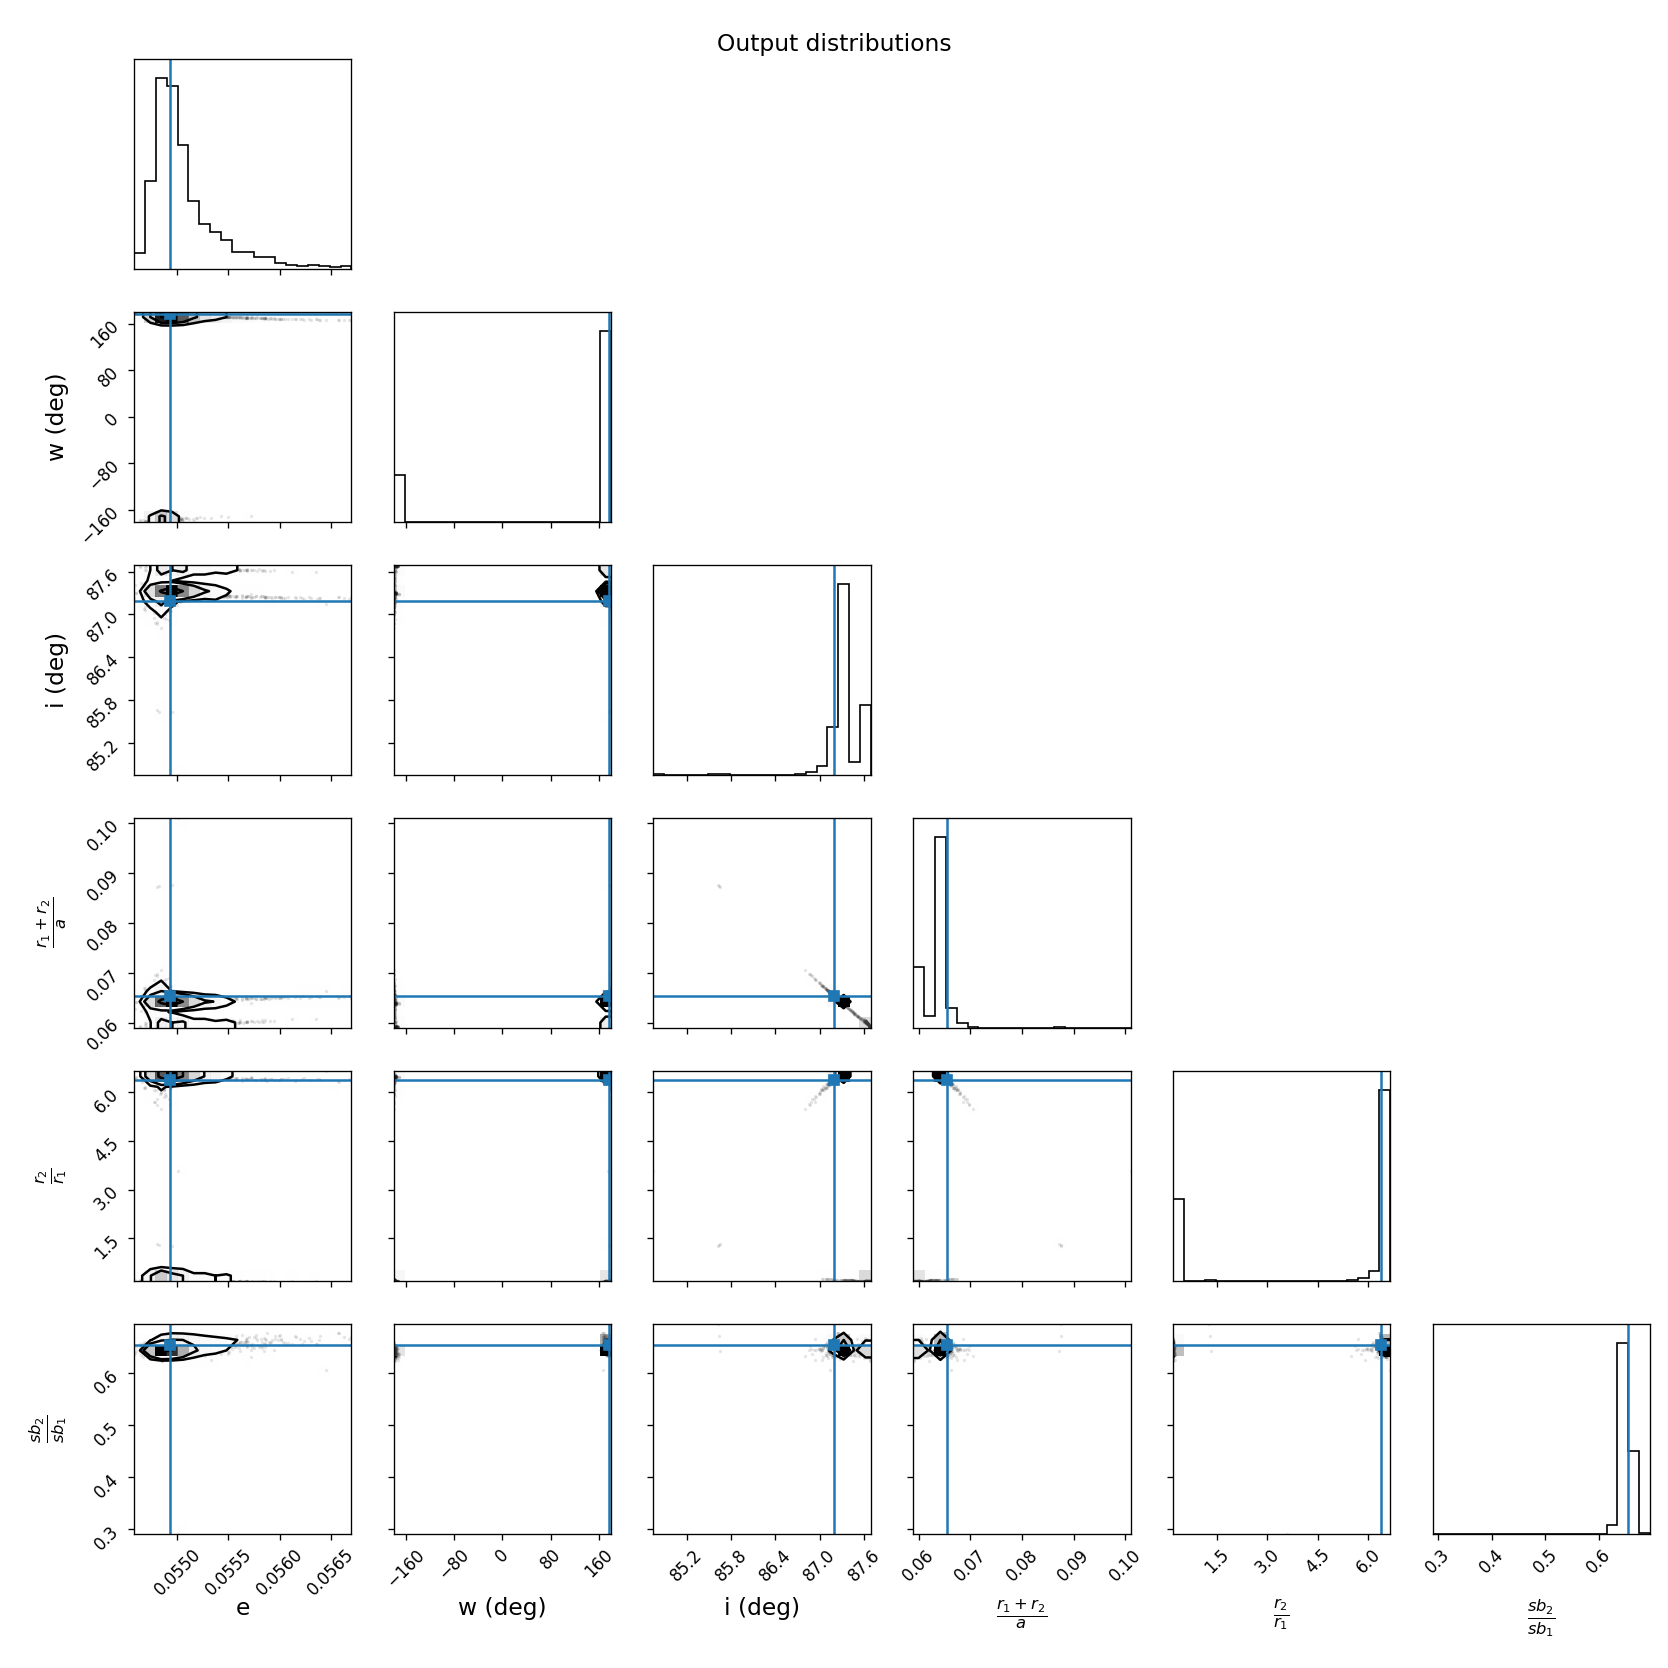 Output distributions
w (deg)
160
80
0
−80
−160
i (deg)
87.6
87.0
86.4
85.8
85.2
r₁ + r₂
a
0.10
0.09
0.08
0.07
0.06
r₂
r₁
6.0
4.5
3.0
1.5
sb₂
sb₁
0.6
0.5
0.4
0.3
0.0550 0.0555 0.0560 0.0565
−160 −80 0 80 160
85.2 85.8 86.4 87.0 87.6
0.06 0.07 0.08 0.09 0.10
1.5 3.0 4.5 6.0
0.3 0.4 0.5 0.6
e
w (deg)
i (deg)
r₁ + r₂
a
r₂
r₁
sb₂
sb₁